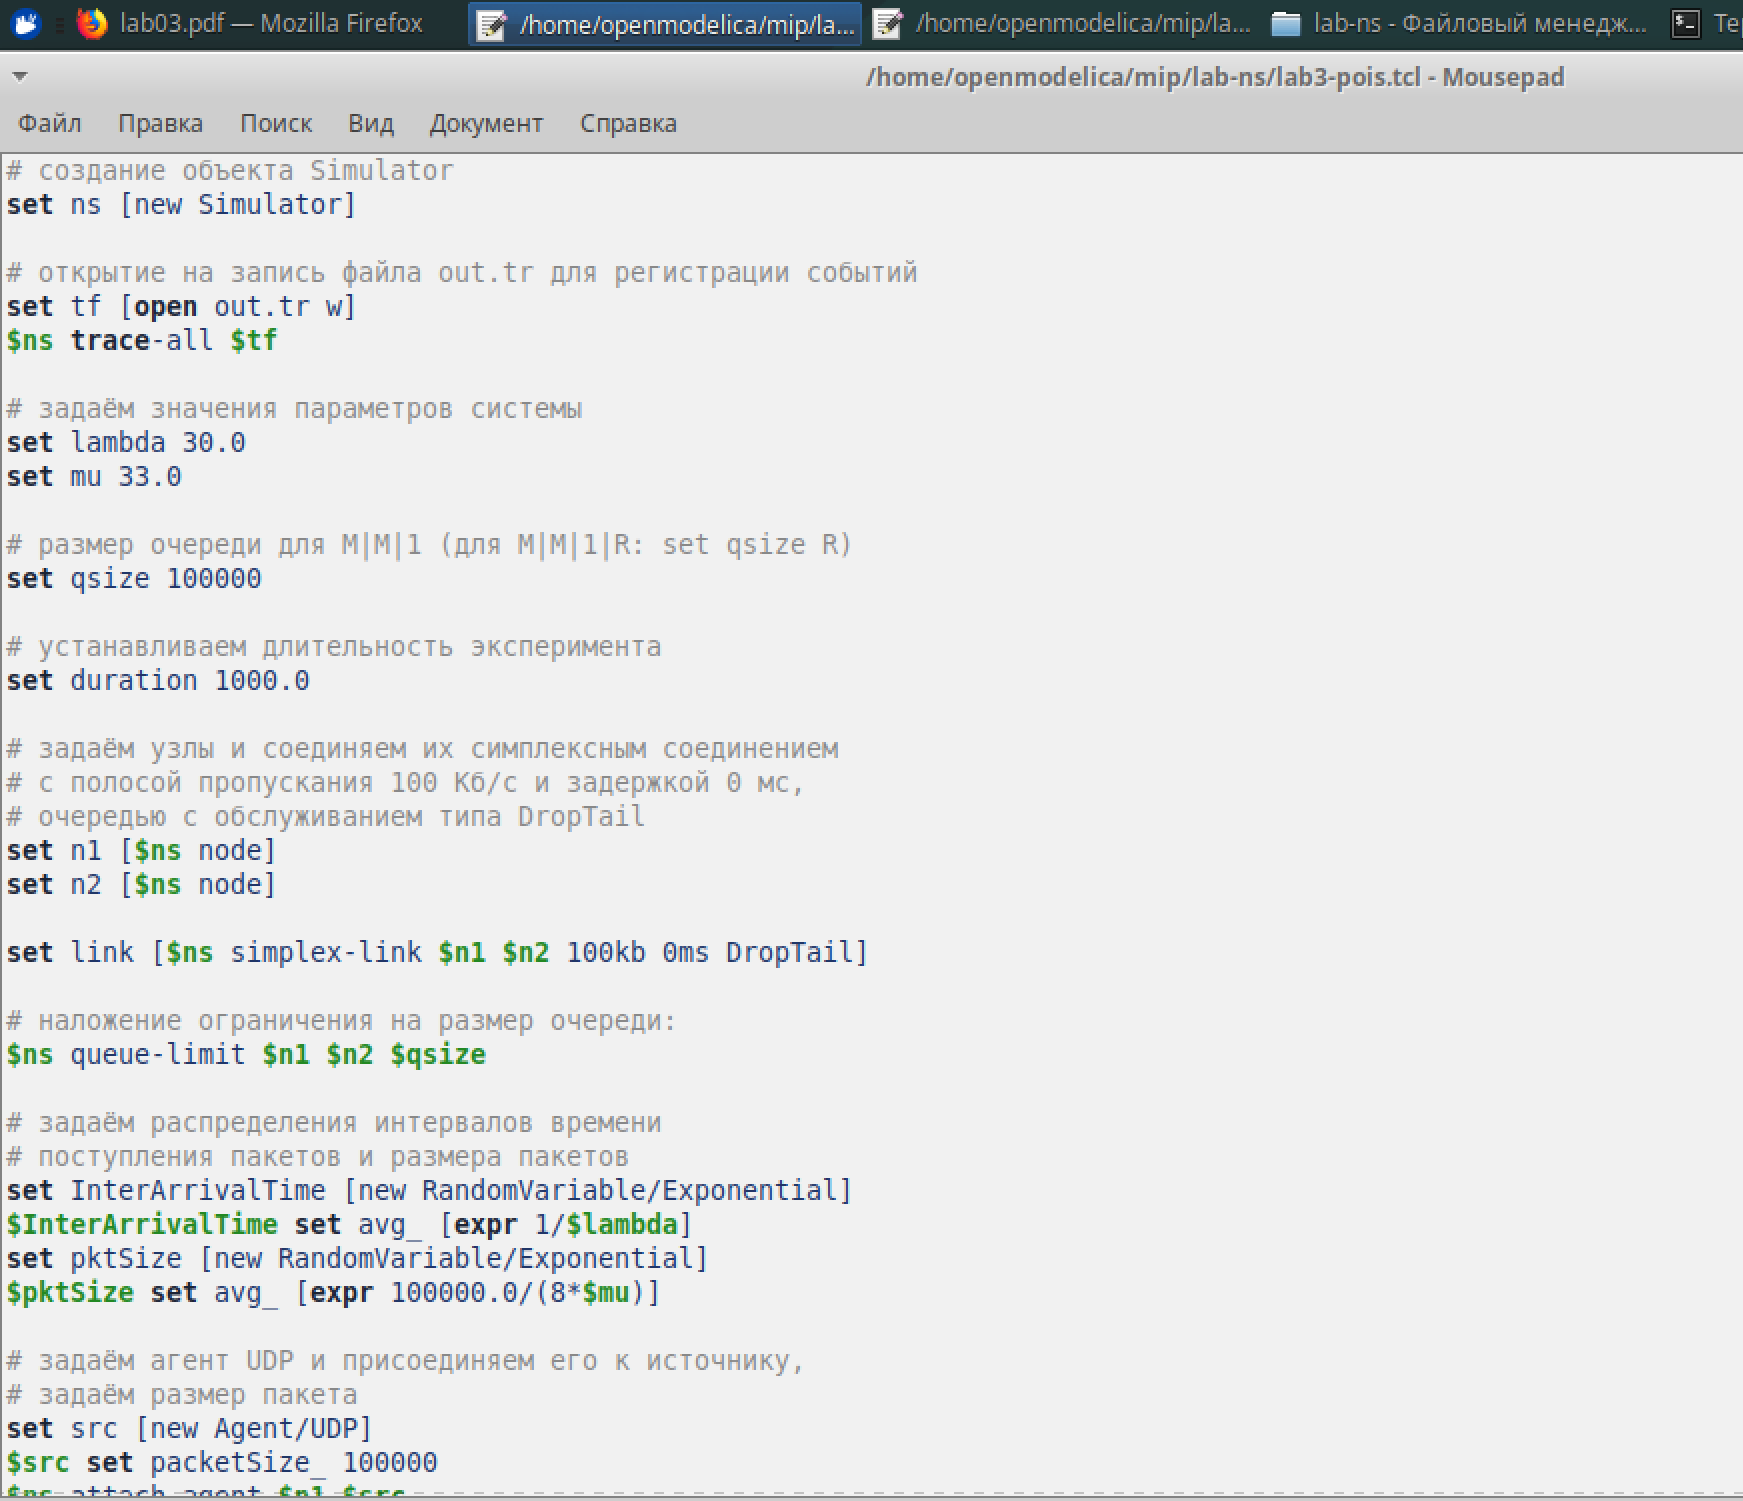 lab03.pdf — Mozilla Firefox
/home/openmodelica/mip/la...
/home/openmodelica/mip/la...
lab-ns - Файловый менедж...
/home/openmodelica/mip/lab-ns/lab3-pois.tcl - Mousepad
Файл Правка Поиск Вид Документ Справка
# создание объекта Simulator
set ns [new Simulator]
# открытие на запись файла out.tr для регистрации событий
set tf [open out.tr w]
$ns trace-all $tf
# задаём значения параметров системы
set lambda 30.0
set mu 33.0
# размер очереди для M|M|1 (для M|M|1|R: set qsize R)
set qsize 100000
# устанавливаем длительность эксперимента
set duration 1000.0
# задаём узлы и соединяем их симплексным соединением
# с полосой пропускания 100 Кб/с и задержкой 0 мс,
# очередью с обслуживанием типа DropTail
set n1 [$ns node]
set n2 [$ns node]
set link [$ns simplex-link $n1 $n2 100kb 0ms DropTail]
# наложение ограничения на размер очереди:
$ns queue-limit $n1 $n2 $qsize
# задаём распределения интервалов времени
# поступления пакетов и размера пакетов
set InterArrivalTime [new RandomVariable/Exponential]
$InterArrivalTime set avg_ [expr 1/$lambda]
set pktSize [new RandomVariable/Exponential]
$pktSize set avg_ [expr 100000.0/(8*$mu)]
# задаём агент UDP и присоединяем его к источнику,
# задаём размер пакета
set src [new Agent/UDP]
$src set packetSize_ 100000
$ns attach-agent $n1 $src